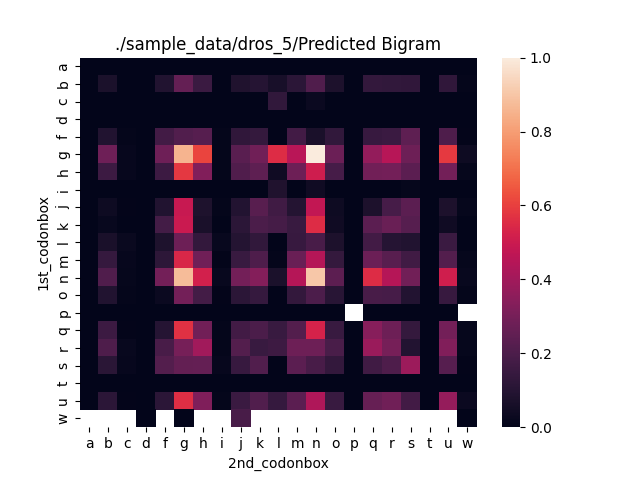 ./sample_data/dros_5/Predicted Bigram
1st_codonbox
a
b
c
d
f
g
h
i
j
l
k
m
n
o
p
q
r
s
t
u
w
1.0
0.8
0.6
0.4
0.2
0.0
a b c d f g h i j k l m n o p q r s t u w
2nd_codonbox